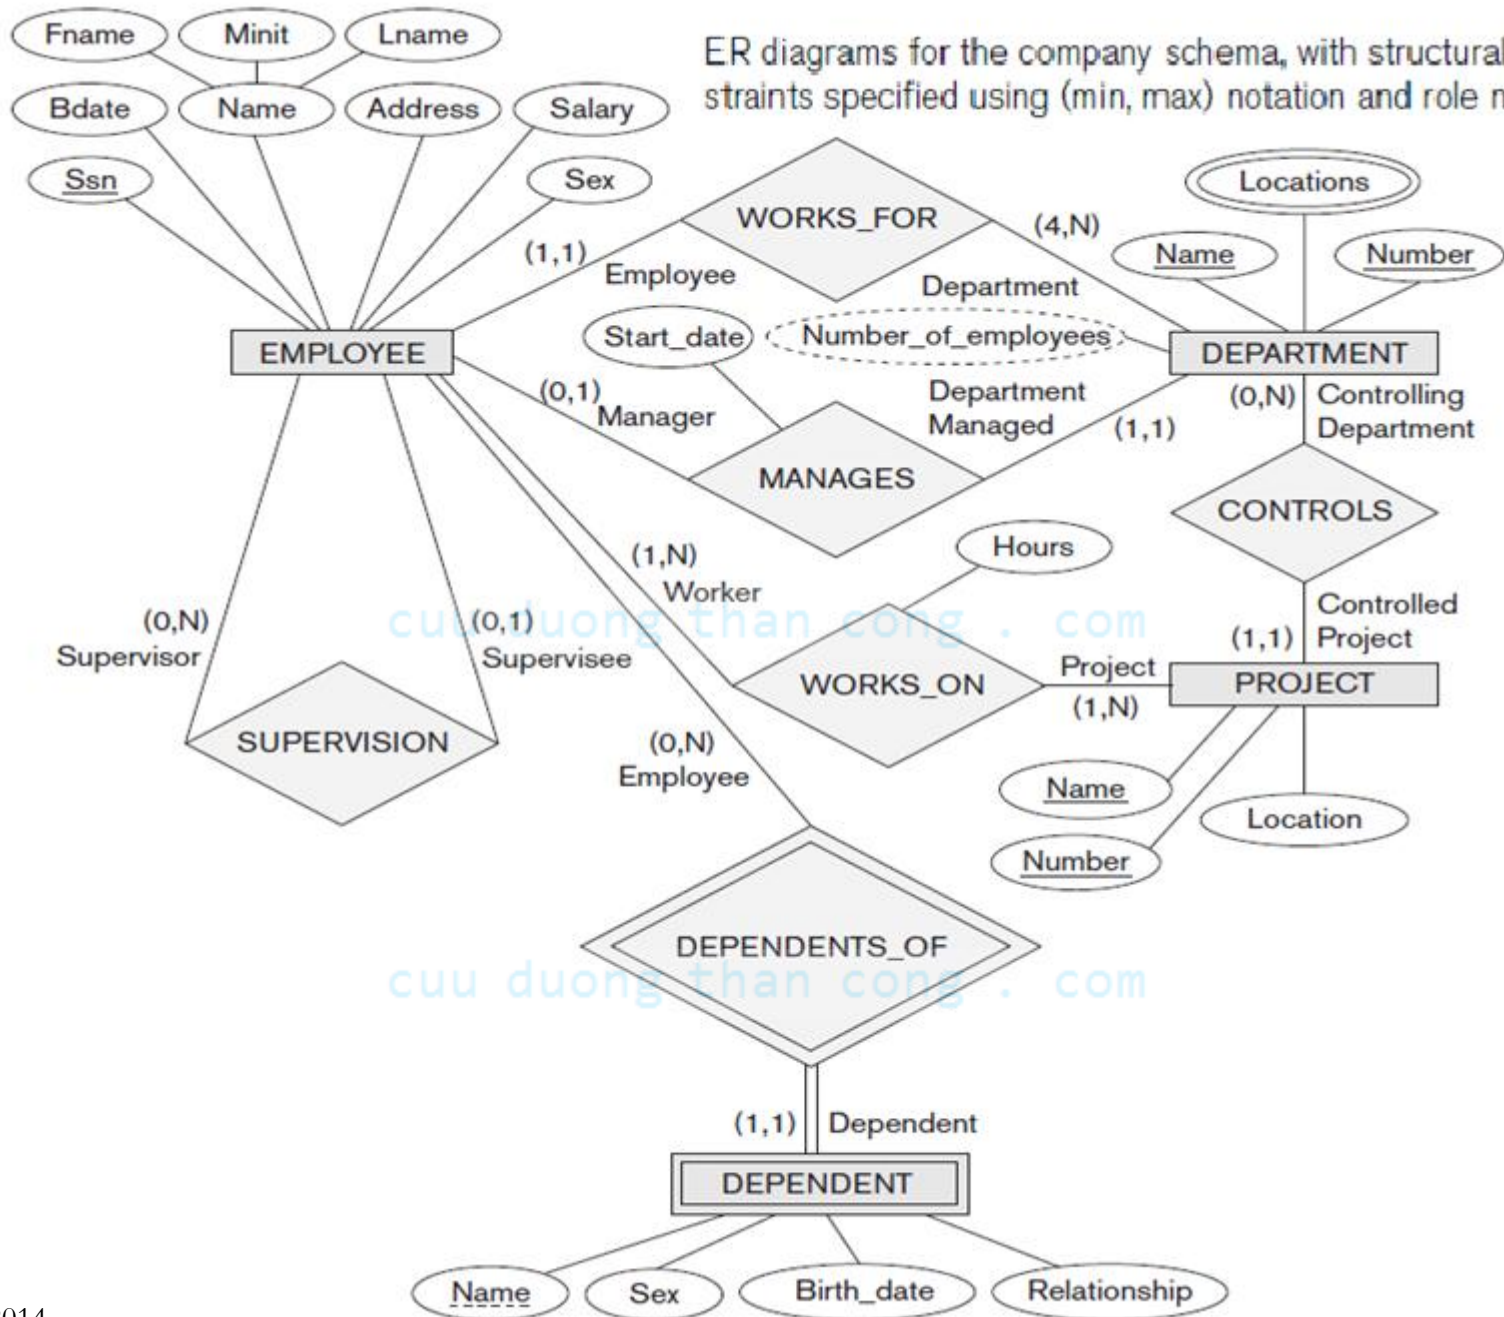 Fname
Minit
Lname
ER diagrams for the company schema, with structural
straints specified using (min, max) notation and role n
Bdate
Name
Address
Salary
Ssn
Sex
WORKS_FOR
Locations
(4,N)
Name
Number
(1,1)
Employee
Department
Start_date
Number_of_employees
EMPLOYEE
DEPARTMENT
(0,1)
Manager
Department
Managed
(1,1)
(0,N)
Controlling
Department
MANAGES
CONTROLS
Hours
(1,N)
Worker
(0,N)
Supervisor
(0,1)
Supervisee
cuu duong than cong . com
Controlled
Project
(1,1)
Project
(1,N)
WORKS_ON
PROJECT
SUPERVISION
(0,N)
Employee
Name
Number
Location
DEPENDENTS_OF
cuu duong than cong . com
(1,1)
Dependent
DEPENDENT
Name
Sex
Birth_date
Relationship